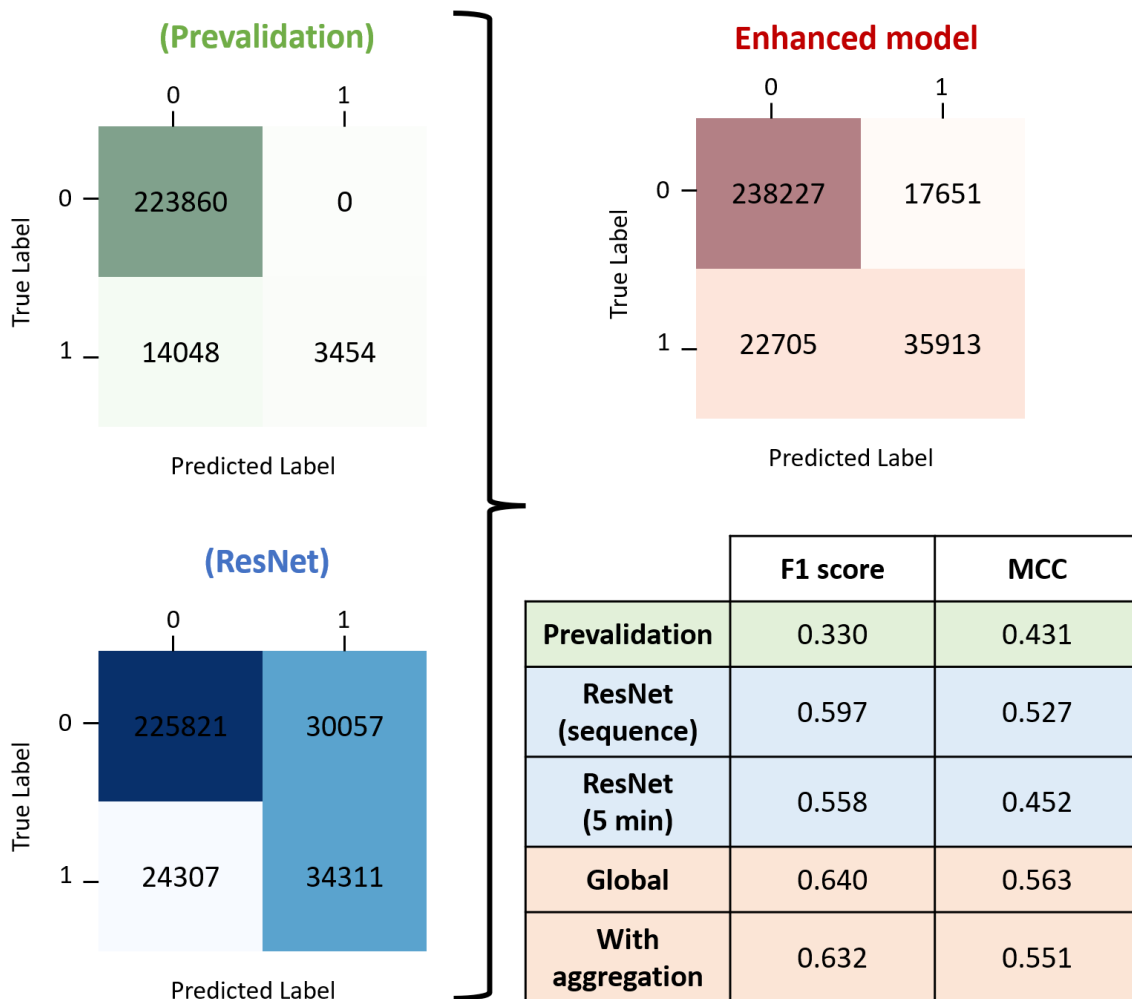 (Prevalidation)
0 1
0 223860 0
True Label
1 14048 3454
Predicted Label
Enhanced model
0 1
0 238227 17651
True Label
1 22705 35913
Predicted Label
(ResNet)
0 1
0 225821 30057
True Label
1 24307 34311
Predicted Label
F1 score MCC
Prevalidation 0.330 0.431
ResNet
(sequence) 0.597 0.527
ResNet
(5 min) 0.558 0.452
Global 0.640 0.563
With
aggregation 0.632 0.551